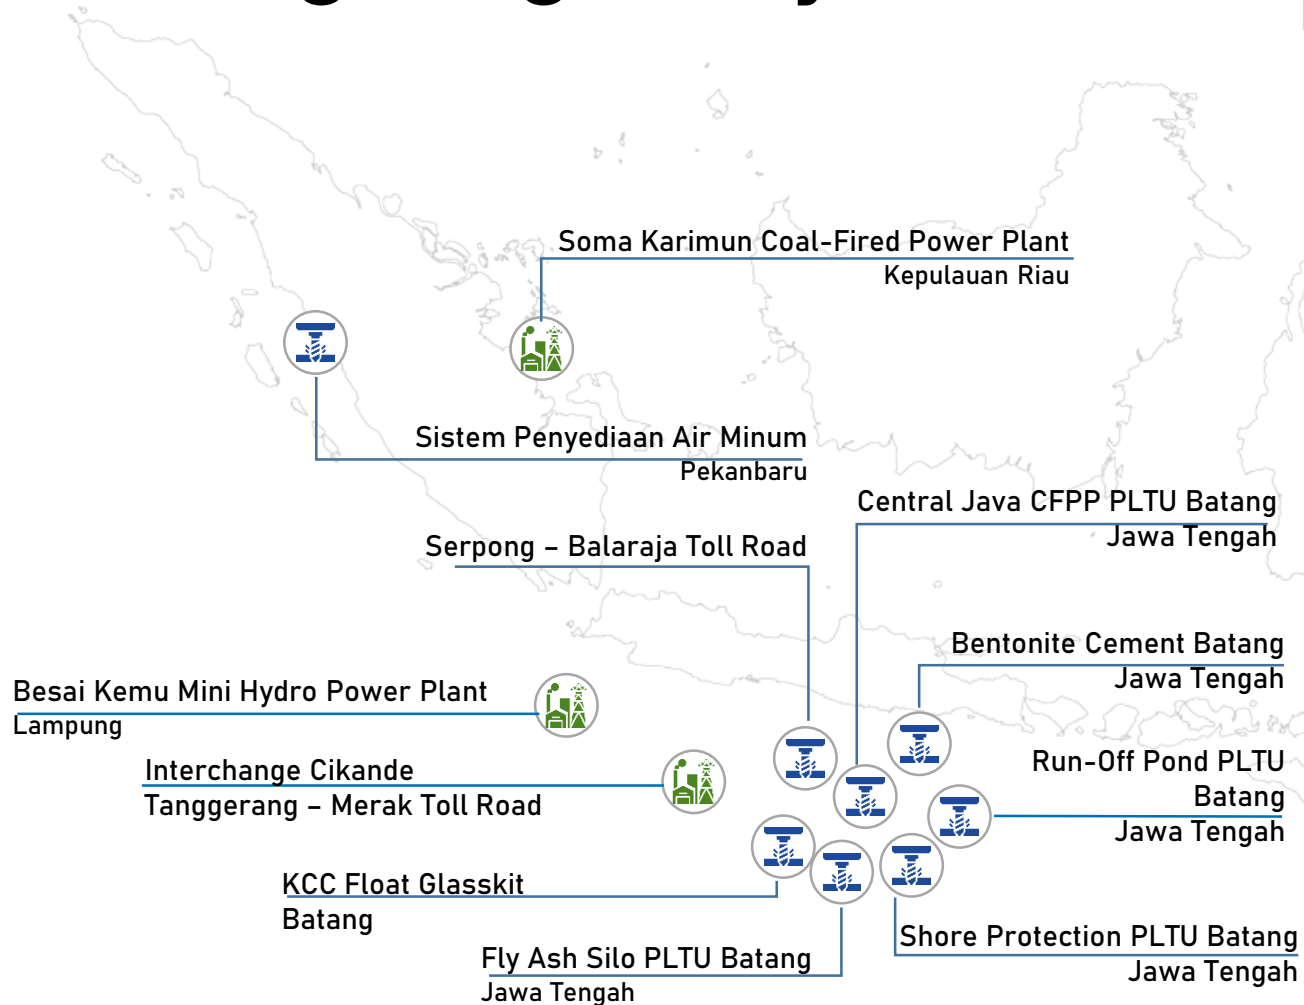 Soma Karimun Coal-Fired Power Plant
Kepulauan Riau
Sistem Penyediaan Air Minum
Pekanbaru
Central Java CFPP PLTU Batang
Jawa Tengah
Serpong – Balaraja Toll Road
Bentonite Cement Batang
Jawa Tengah
Besai Kemu Mini Hydro Power Plant
Lampung
Run-Off Pond PLTU
Batang
Jawa Tengah
Interchange Cikande
Tanggerang – Merak Toll Road
KCC Float Glasskit
Batang
Shore Protection PLTU Batang
Jawa Tengah
Fly Ash Silo PLTU Batang
Jawa Tengah